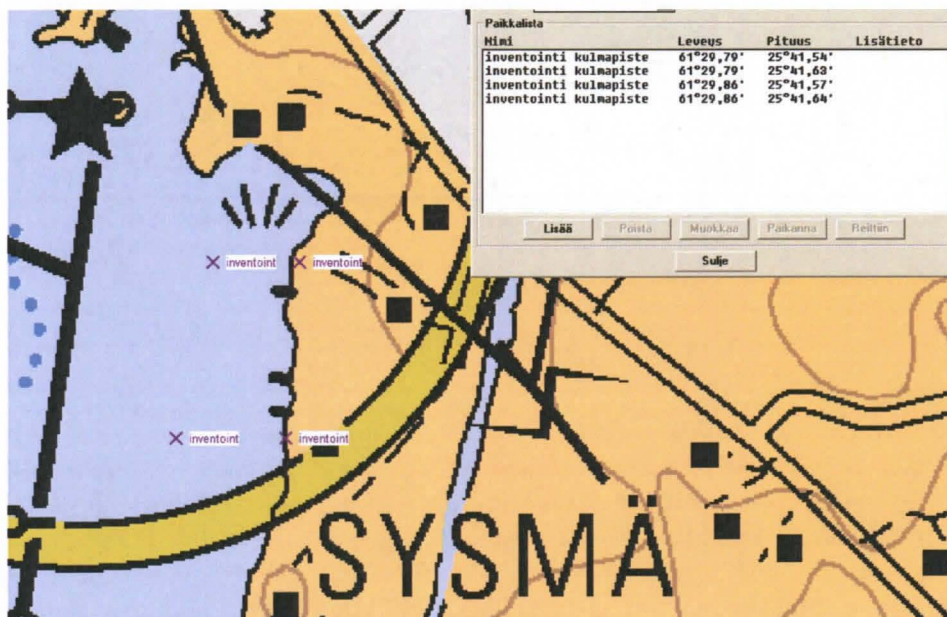 Paikkalista
Nimi Leveys Pituus Lisätieto
inventointi kulmapiste 61°29,79' 25°41,54'
inventointi kulmapiste 61°29,79' 25°41,63'
inventointi kulmapiste 61°29,86' 25°41,57'
inventointi kulmapiste 61°29,86' 25°41,64'
Lisää Poista Muokkaa Paikanna Reittiin
Sulje
inventoint inventoint
inventoint inventoint
SYSMÄ